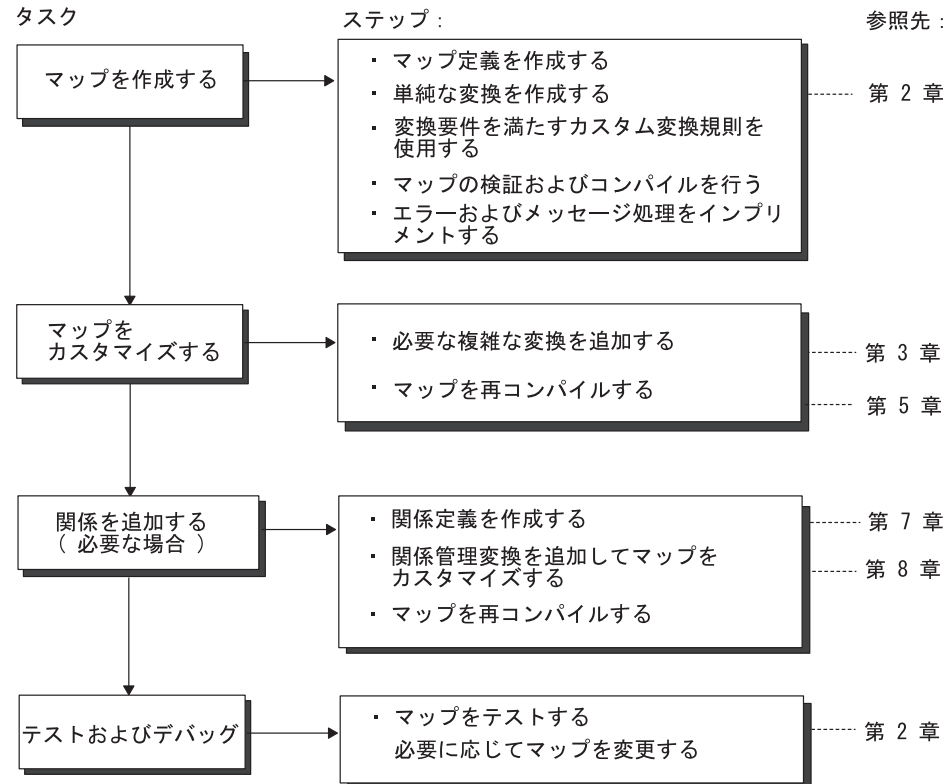 タスク
ステップ :
参照先 :
マップを作成する
・ マップ定義を作成する
・ 単純な変換を作成する
・ 変換要件を満たすカスタム変換規則を
使用する
・ マップの検証およびコンパイルを行う
・ エラーおよびメッセージ処理をインプリ
メントする
第 2 章
マップを
カスタマイズする
・ 必要な複雑な変換を追加する
・ マップを再コンパイルする
第 3 章
第 5 章
関係を追加する
( 必要な場合 )
・ 関係定義を作成する
・ 関係管理変換を追加してマップを
カスタマイズする
・ マップを再コンパイルする
第 7 章
第 8 章
テストおよびデバッグ
・ マップをテストする
必要に応じてマップを変更する
第 2 章